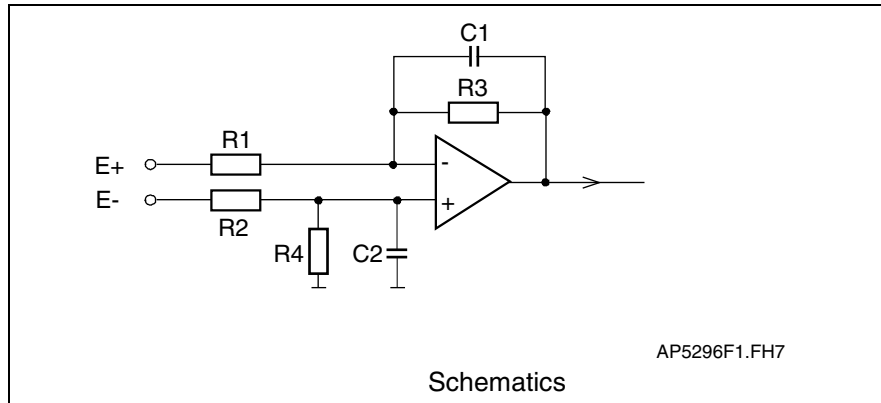 C1
R3
R1
E+
-
E-
+
R2
R4
C2
AP5296F1.FH7
Schematics